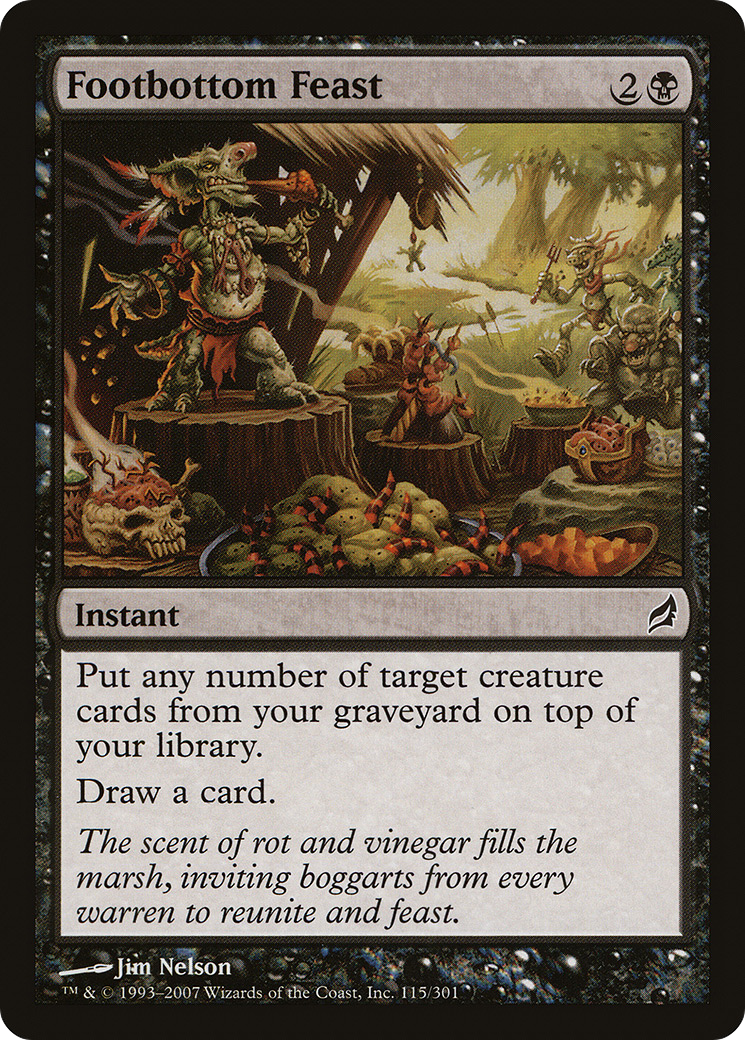 Footbottom Feast 2
Instant
Put any number of target creature
cards from your graveyard on top of
your library.
Draw a card.
The scent of rot and vinegar fills the
marsh, inviting boggarts from every
warren to reunite and feast.
Jim Nelson
™ & © 1993–2007 Wizards of the Coast, Inc. 115/301